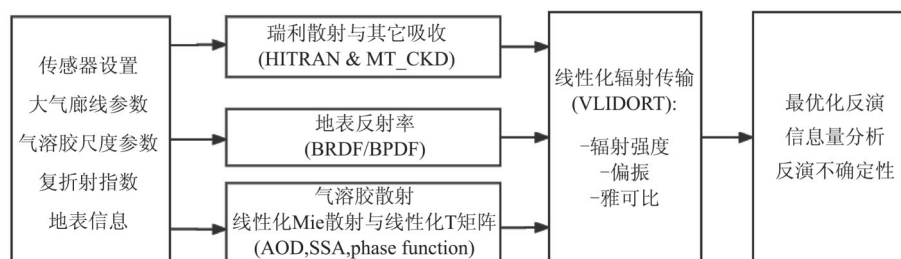 传感器设置
大气廓线参数
气溶胶尺度参数
复折射指数
地表信息
瑞利散射与其它吸收
(HITRAN & MT_CKD)
地表反射率
(BRDF/BPDF)
气溶胶散射
线性化Mie散射与线性化T矩阵
(AOD,SSA,phase function)
线性化辐射传输
(VLIDORT):
-辐射强度
-偏振
-雅可比
最优化反演
信息量分析
反演不确定性